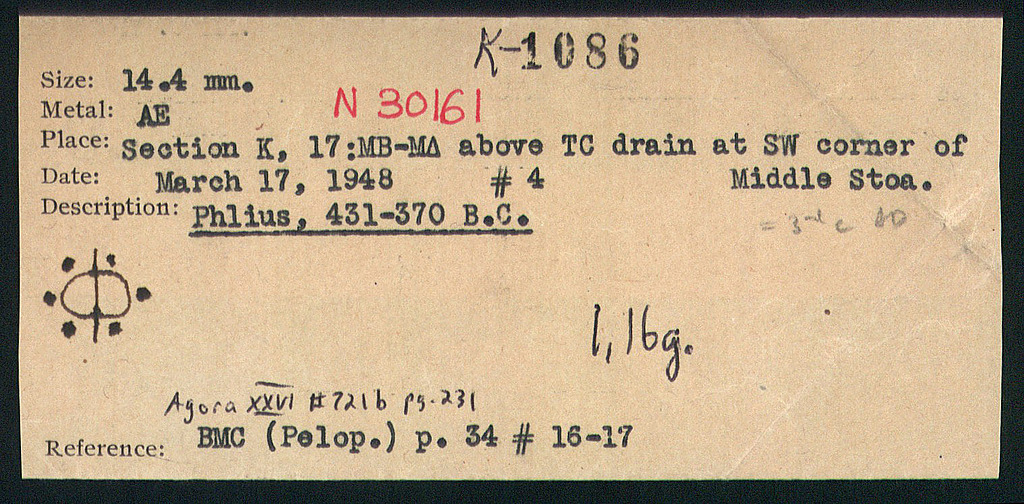 K-1086
Size: 14.4 mm.
Metal: AE
N 30161
Place: Section K, 17:MB-MΔ above TC drain at SW corner of
Date: March 17, 1948 # 4 Middle Stoa.
Description: Phlius, 431-370 B.C.
= 3rd c AD
Φ
1,16g.
Agora XXVI #721b pg.231
Reference: BMC (Pelop.) p. 34 # 16-17